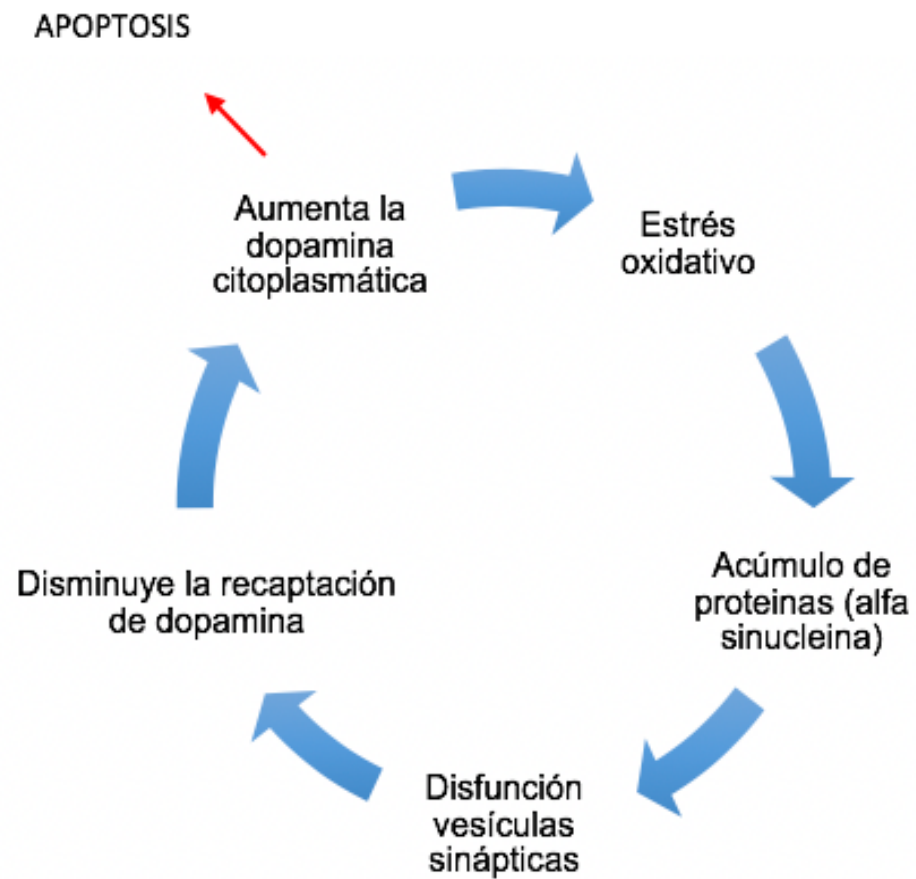 APOPTOSIS
Aumenta la
dopamina
citoplasmática
Estrés
oxidativo
Acúmulo de
proteinas (alfa
sinucleina)
Disfunción
vesículas
sinápticas
Disminuye la recaptación
de dopamina